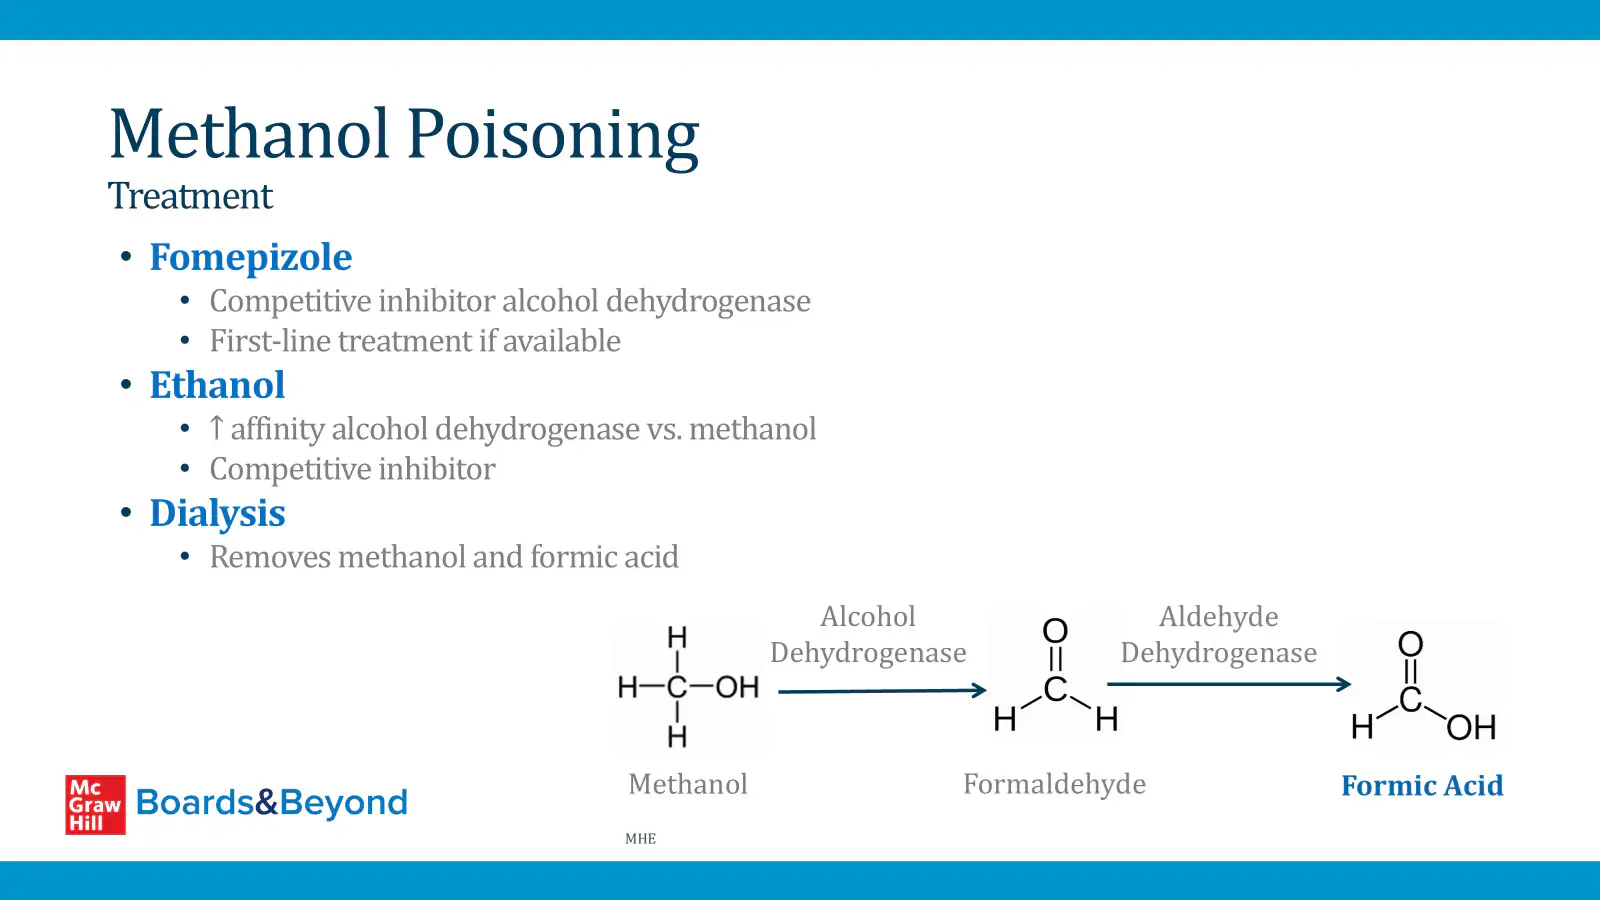 Methanol Poisoning
Treatment
• Fomepizole
• Competitive inhibitor alcohol dehydrogenase
• First-line treatment if available
• Ethanol
• ↑ affinity alcohol dehydrogenase vs. methanol
• Competitive inhibitor
• Dialysis
• Removes methanol and formic acid
Alcohol
Dehydrogenase
Aldehyde
Dehydrogenase
H
H—C—OH
H
O
C
H H
O
C
H OH
Methanol
Formaldehyde
Formic Acid
Mc
Graw
Hill
Boards&Beyond
MHE